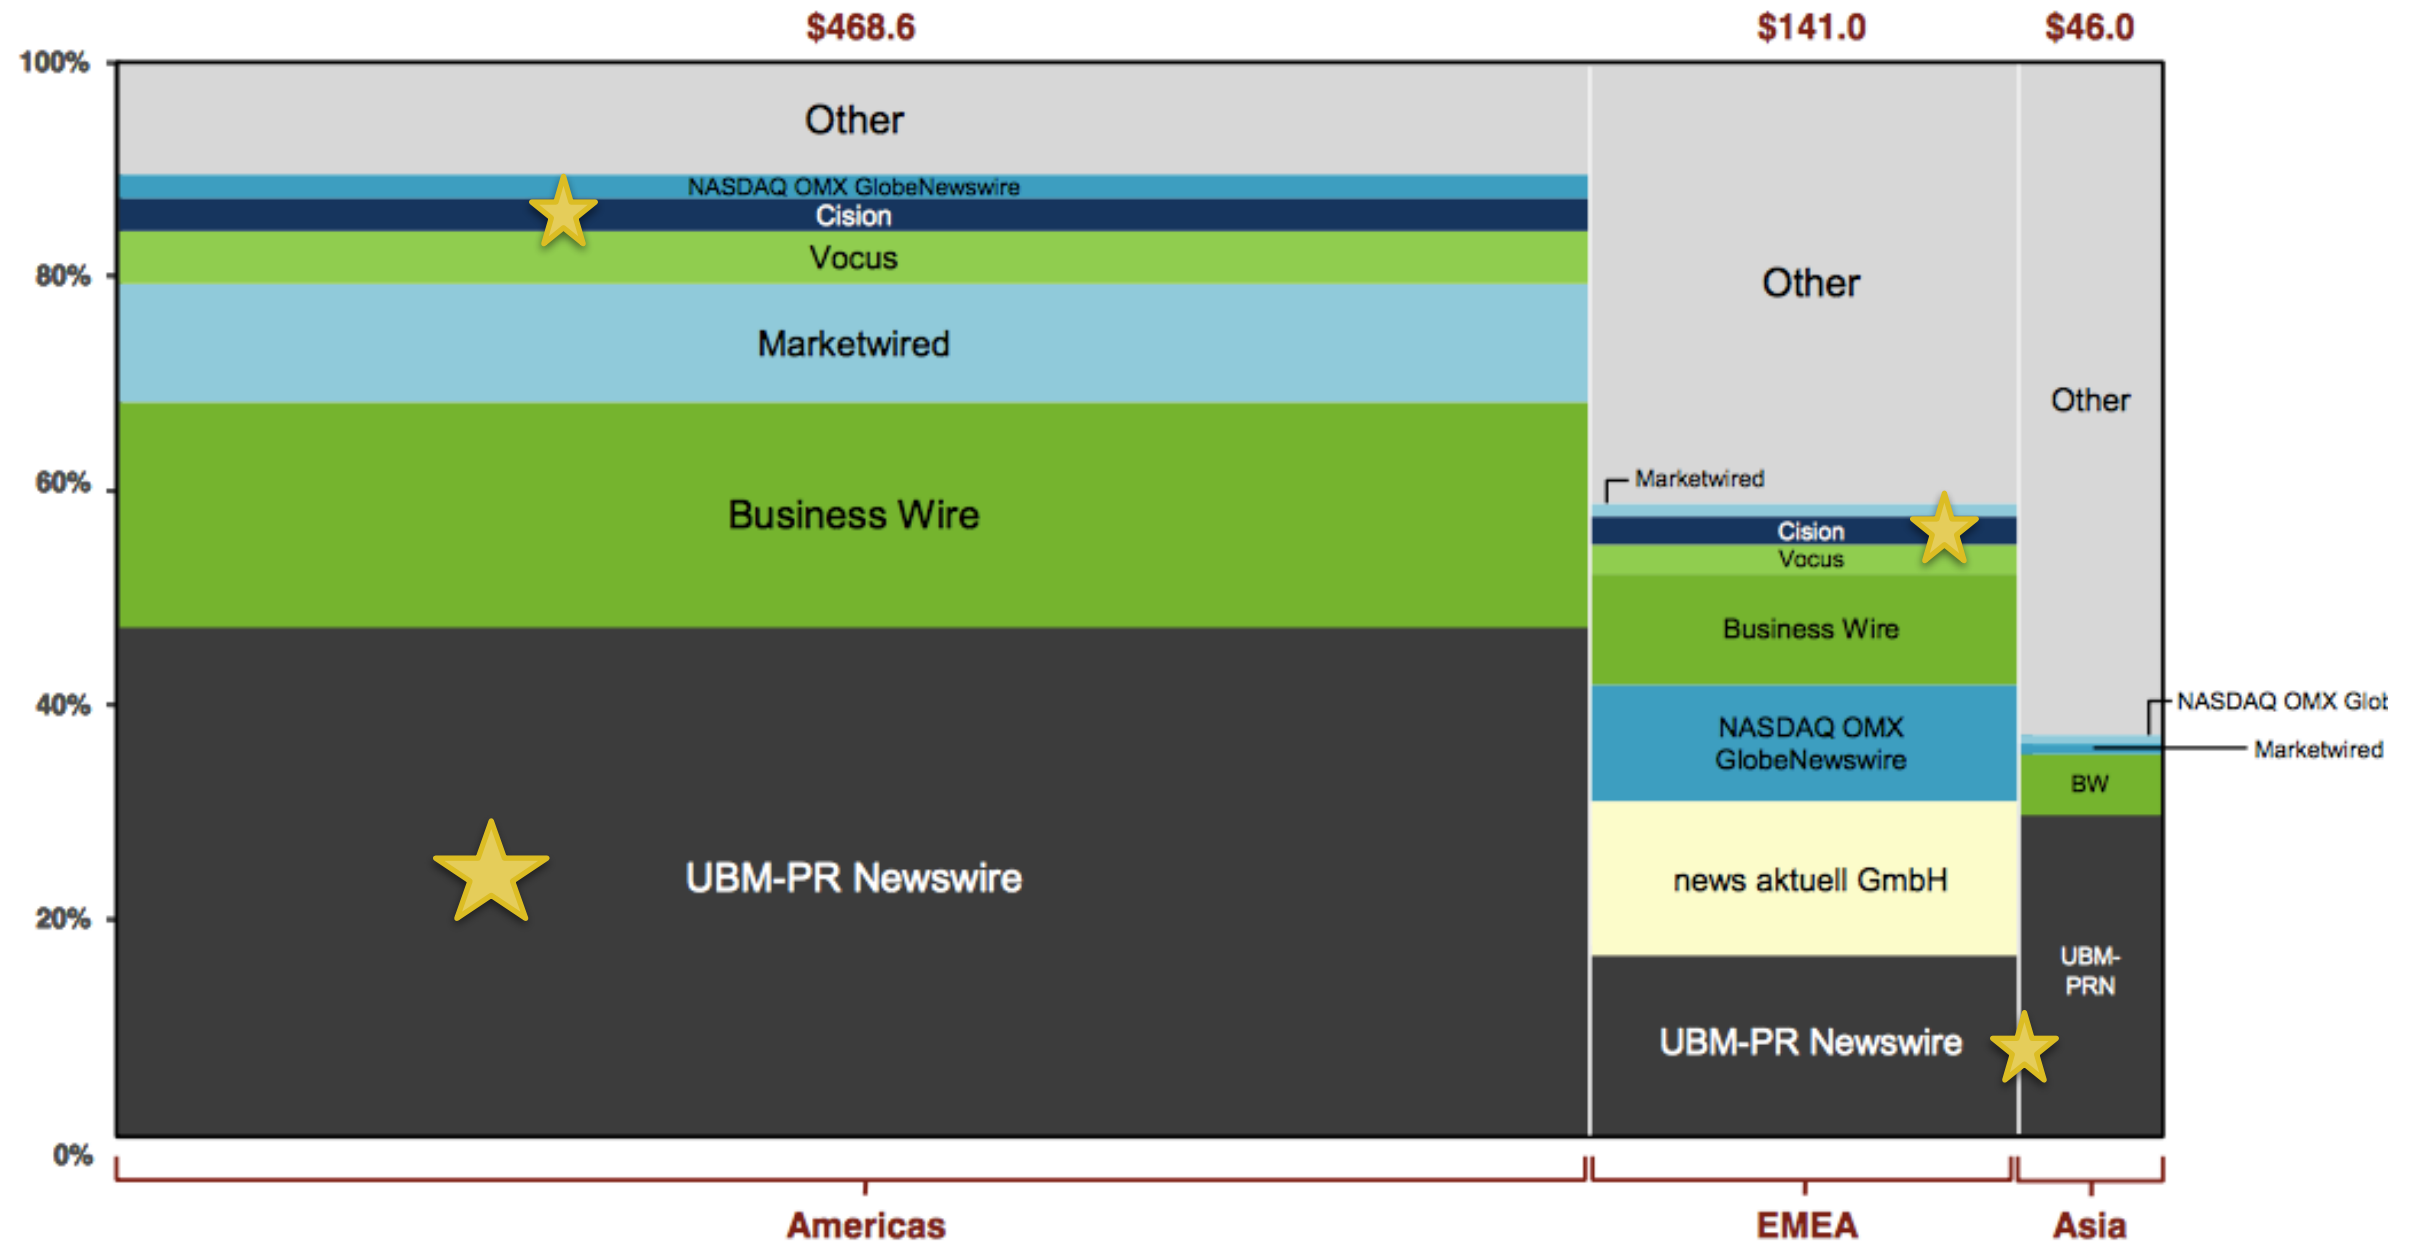 $468.6
$141.0
$46.0
100%
80%
60%
40%
20%
0%
Other
NASDAQ OMX GlobeNewswire
Cision
Vocus
Marketwired
Business Wire
UBM-PR Newswire
Other
Marketwired
Cision
Vocus
Business Wire
NASDAQ OMX
GlobeNewswire
news aktuell GmbH
UBM-PR Newswire
Other
NASDAQ OMX Glob
Marketwired
BW
UBM-
PRN
Americas
EMEA
Asia